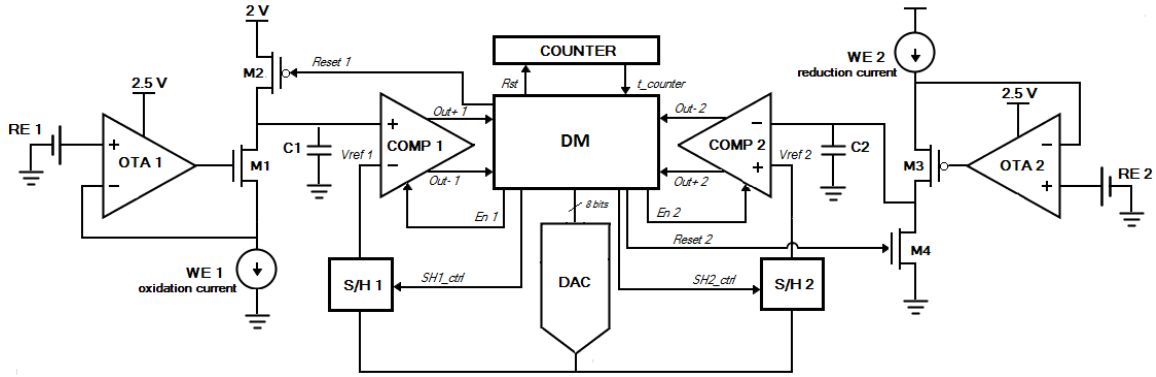 2 V
COUNTER
WE 2
reduction current
Reset 1
M2
Rst
t_counter
2.5 V
Out+ 1
Out- 2
2.5 V
RE 1
+
+
-
OTA 1
C1
COMP 1
DM
COMP 2
C2
M3
OTA 2
M1
Vref 1
-
Vref 2
+
-
Out- 1
Out+ 2
+
RE 2
En 1
8 bits
En 2
Reset 2
M4
WE 1
oxidation current
S/H 1
SH1_ctrl
DAC
SH2_ctrl
S/H 2
-